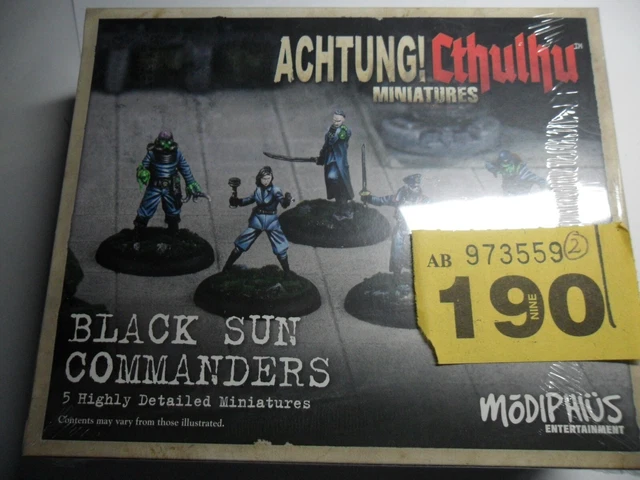 ACHTUNG! Cthulhu
MINIATURES
AB 973559 2
190
NINE
BLACK SUN
COMMANDERS
5 Highly Detailed Miniatures
Contents may vary from those illustrated.
MōDIPHIÜS
ENTERTAINMENT